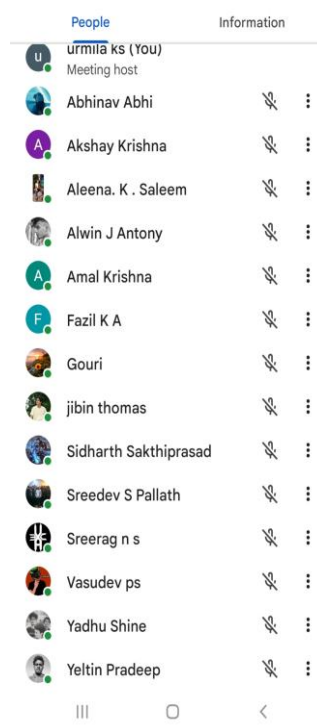 People Information
u urmila ks (You)
Meeting host
Abhinav Abhi
A Akshay Krishna
Aleena. K . Saleem
Alwin J Antony
A Amal Krishna
F Fazil K A
Gouri
jibin thomas
Sidharth Sakthiprasad
Sreedev S Pallath
Sreerag n s
Vasudev ps
Yadhu Shine
Yeltin Pradeep